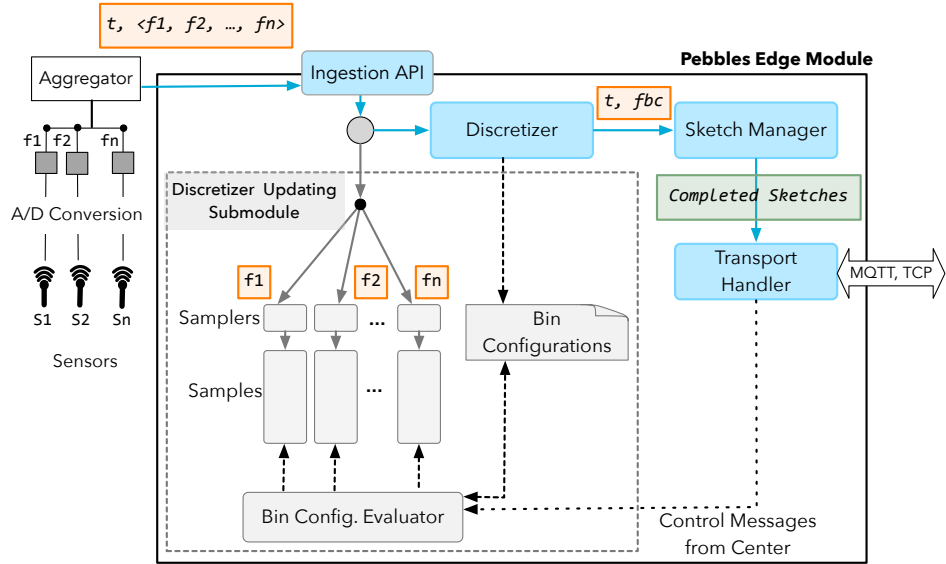 t, <f1, f2, …, fn>
Pebbles Edge Module
Aggregator
Ingestion API
t, fbc
f1
f2
fn
Discretizer
Sketch Manager
Discretizer Updating
Submodule
Completed Sketches
A/D Conversion
Transport
Handler
MQTT, TCP
f1
f2
fn
S1
S2
Sn
Samplers
...
Bin
Configurations
Sensors
Samples
...
Bin Config. Evaluator
Control Messages
from Center